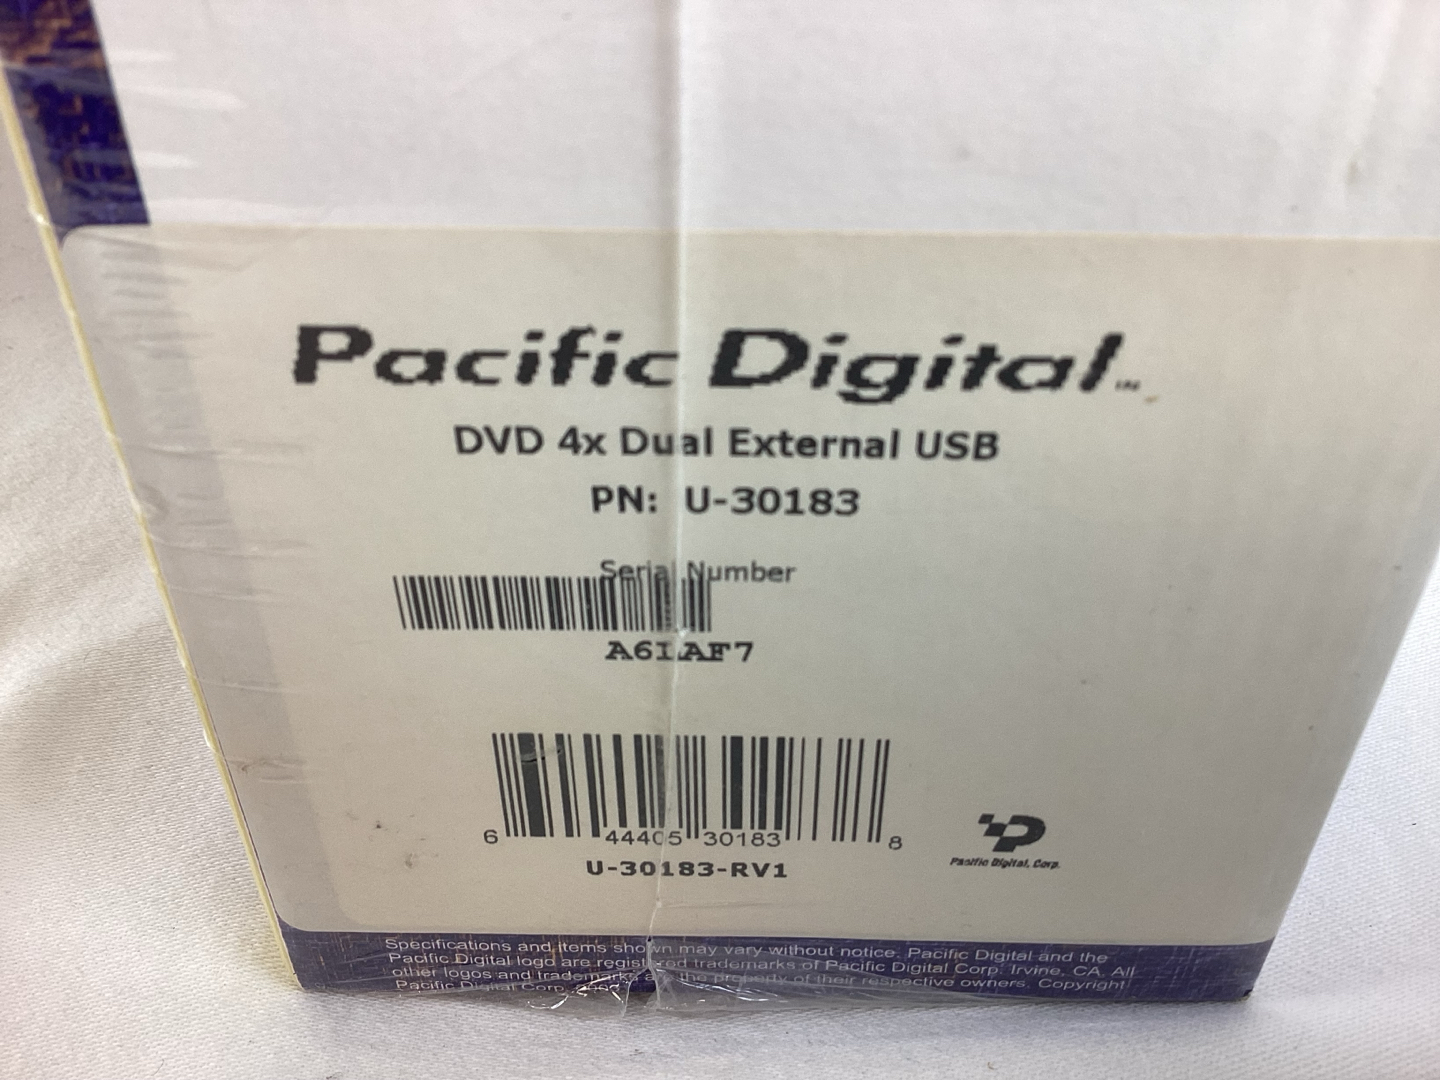 Pacific Digital™
DVD 4x Dual External USB
PN: U-30183
Serial Number
A61AF7
6 44405 30183 8
U-30183-RV1
Pacific Digital, Corp.
Specifications and items shown may vary without notice. Pacific Digital and the
Pacific Digital logo are registered trademarks of Pacific Digital Corp. Irvine, CA. All
other logos and trademarks are the property of their respective owners. Copyright
Pacific Digital Corp.